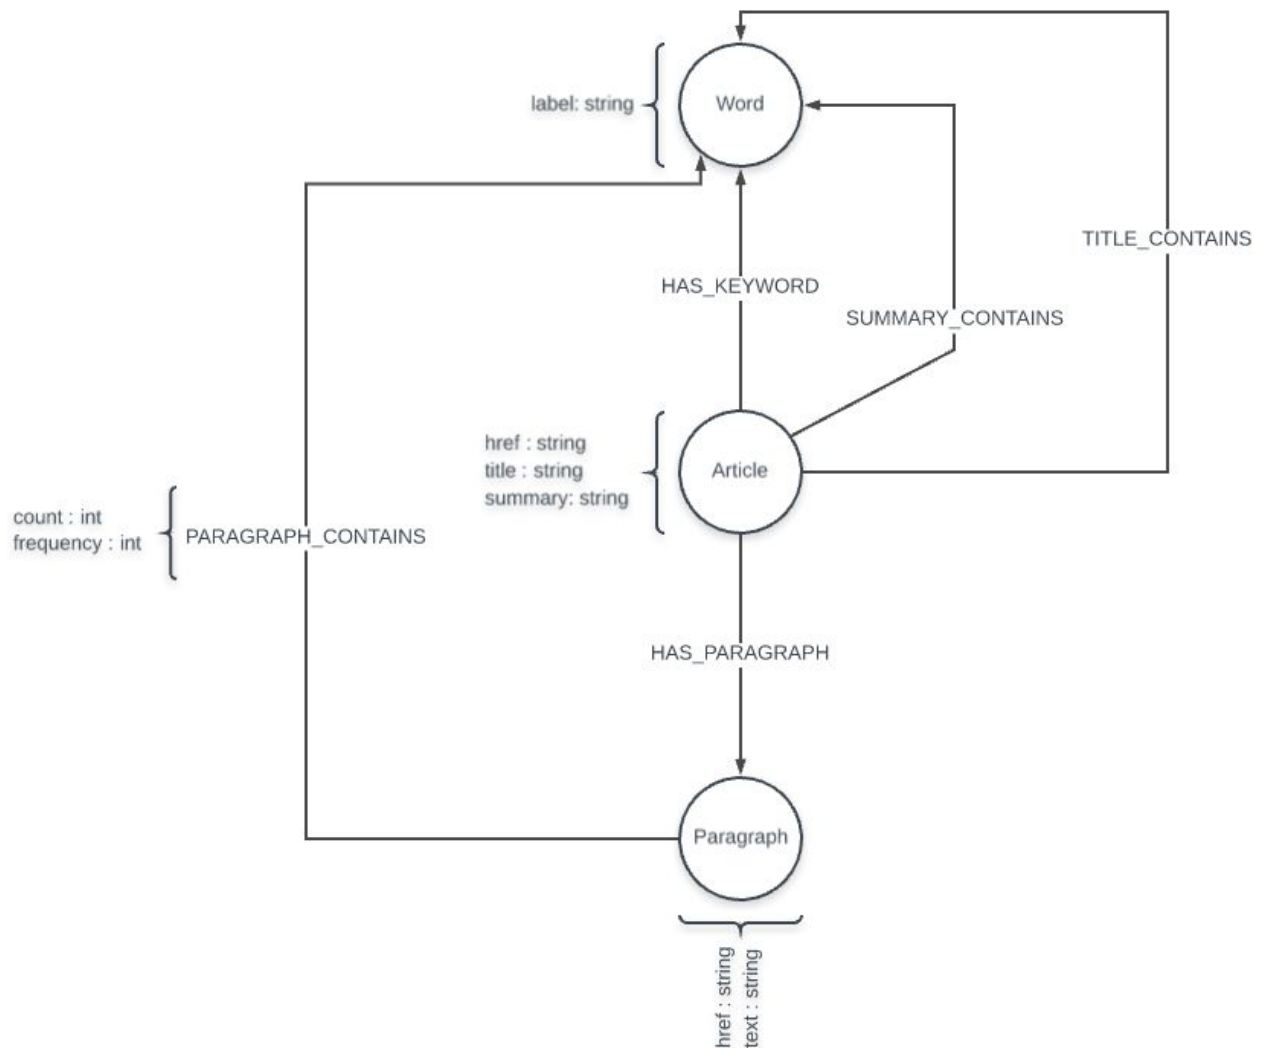 label: string
Word
TITLE_CONTAINS
HAS_KEYWORD
SUMMARY_CONTAINS
href : string
title : string
summary: string
Article
count : int
frequency : int
PARAGRAPH_CONTAINS
HAS_PARAGRAPH
Paragraph
href : string
text : string